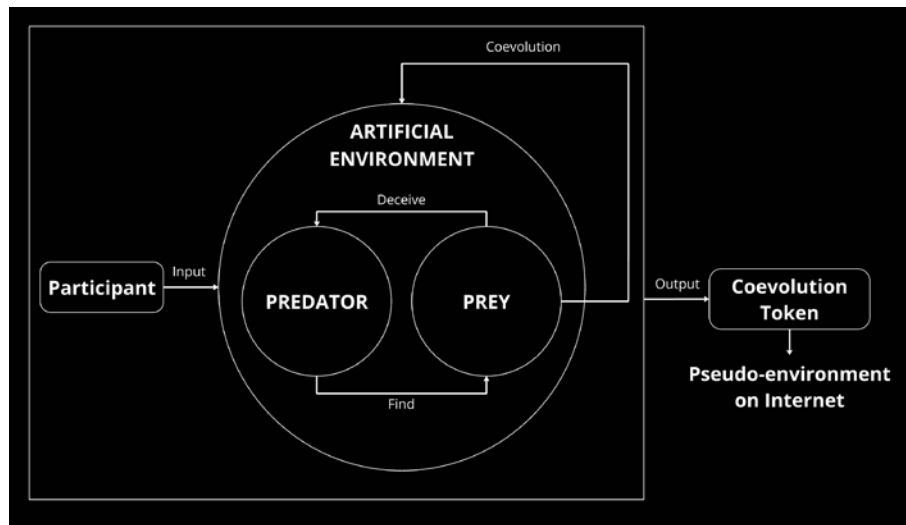 Coevolution
ARTIFICIAL
ENVIRONMENT
Deceive
Participant
Input
PREDATOR
PREY
Find
Output
Coevolution
Token
Pseudo-environment
on Internet